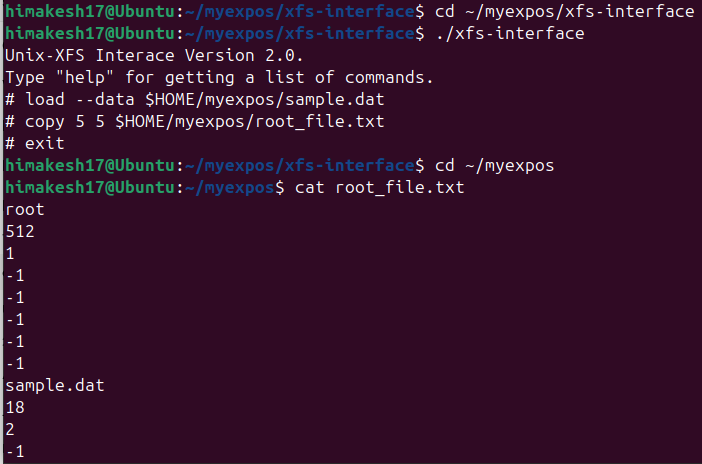 himakesh17@Ubuntu:~/myexpos/xfs-interface$ cd ~/myexpos/xfs-interface
himakesh17@Ubuntu:~/myexpos/xfs-interface$ ./xfs-interface
Unix-XFS Interace Version 2.0.
Type "help" for getting a list of commands.
# load --data $HOME/myexpos/sample.dat
# copy 5 5 $HOME/myexpos/root_file.txt
# exit
himakesh17@Ubuntu:~/myexpos/xfs-interface$ cd ~/myexpos
himakesh17@Ubuntu:~/myexpos$ cat root_file.txt
root
512
1
-1
-1
-1
-1
-1
sample.dat
18
2
-1